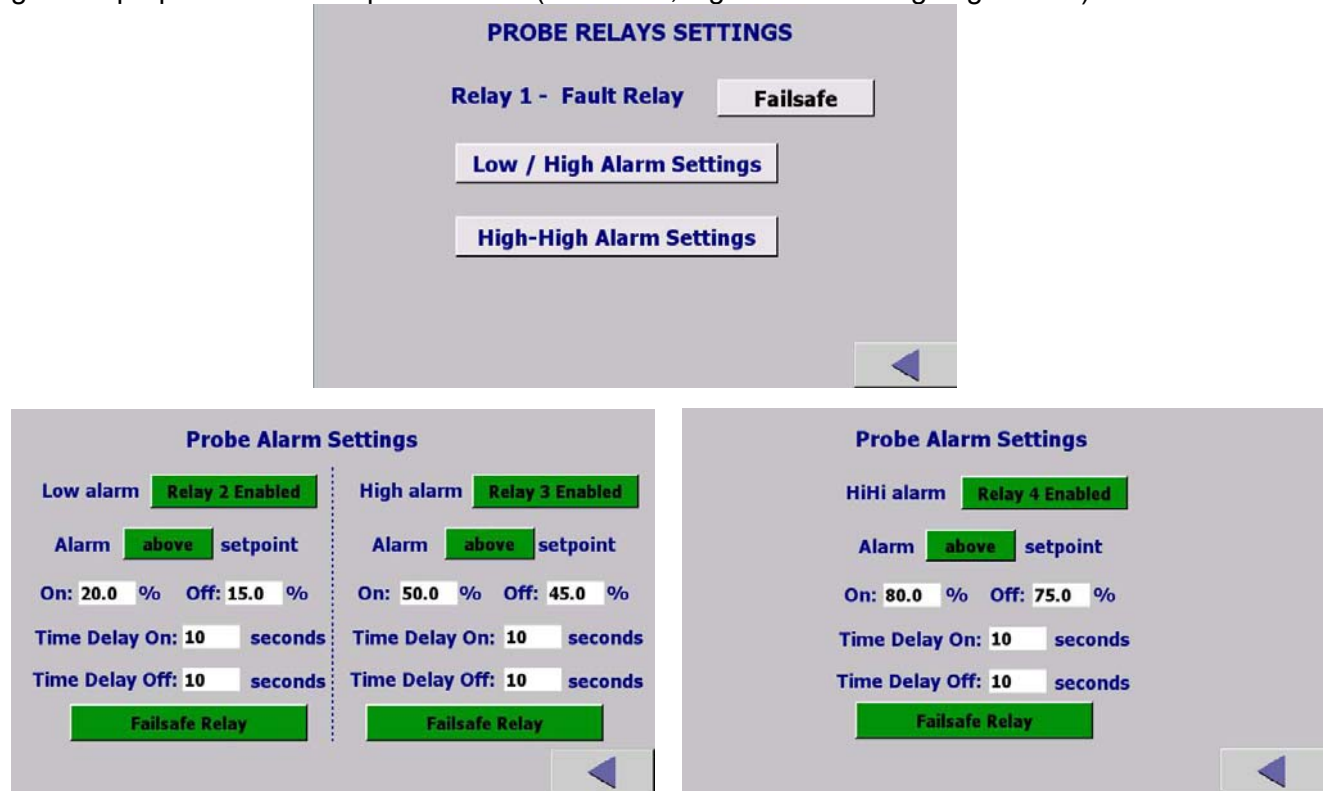 PROBE RELAYS SETTINGS
Relay 1 - Fault Relay Failsafe
Low / High Alarm Settings
High-High Alarm Settings
Probe Alarm Settings
Low alarm Relay 2 Enabled
Alarm above setpoint
On: 20.0 % Off: 15.0 %
Time Delay On: 10 seconds
Time Delay Off: 10 seconds
Failsafe Relay
High alarm Relay 3 Enabled
Alarm above setpoint
On: 50.0 % Off: 45.0 %
Time Delay On: 10 seconds
Time Delay Off: 10 seconds
Failsafe Relay
Probe Alarm Settings
HiHi alarm Relay 4 Enabled
Alarm above setpoint
On: 80.0 % Off: 75.0 %
Time Delay On: 10 seconds
Time Delay Off: 10 seconds
Failsafe Relay